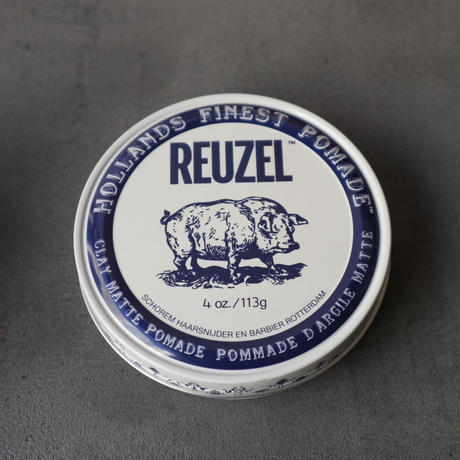 HOLLANDS FINEST POMADE™
REUZEL™
4 oz./113g
SCHOREM HAARSNIJDER EN BARBIER ROTTERDAM
CLAY MATTE POMADE POMMADE D'ARGILE MATTE